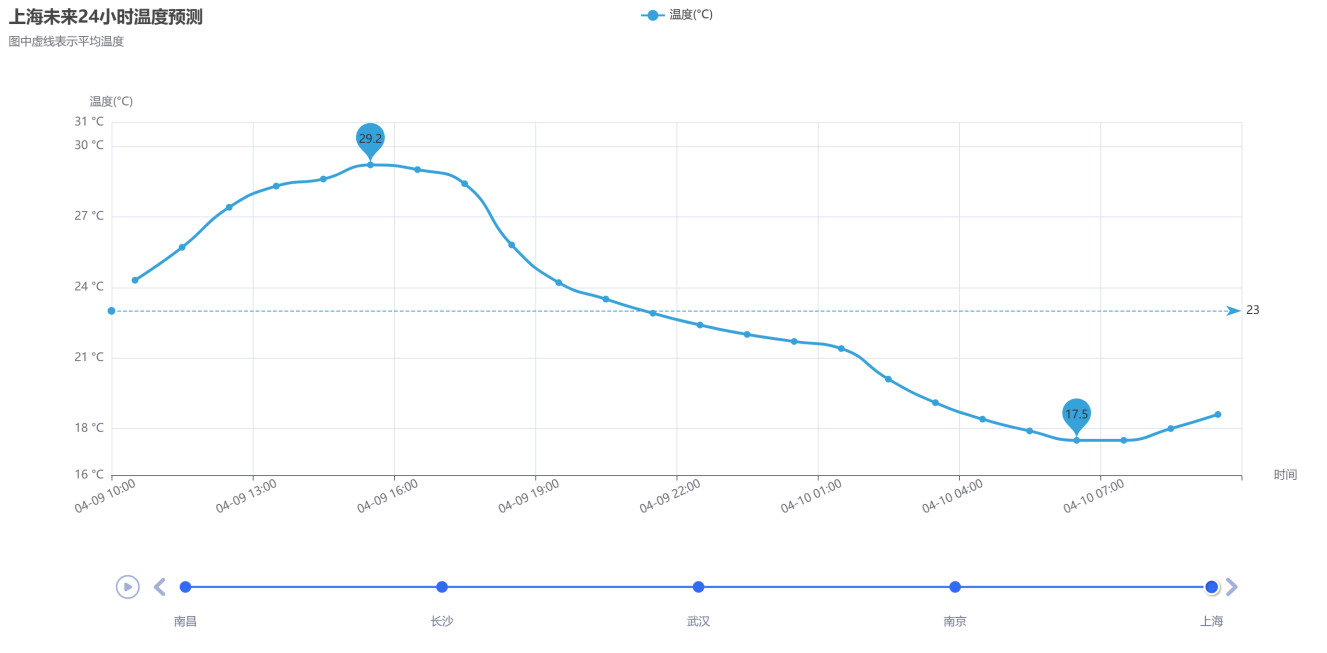 上海未来24小时温度预测
图中虚线表示平均温度
温度(°C)
温度(°C)
31 °C
30 °C
27 °C
24 °C
21 °C
18 °C
16 °C
29.2
23
17.5
04-09 10:00
04-09 13:00
04-09 16:00
04-09 19:00
04-09 22:00
04-10 01:00
04-10 04:00
04-10 07:00
时间
南昌
长沙
武汉
南京
上海